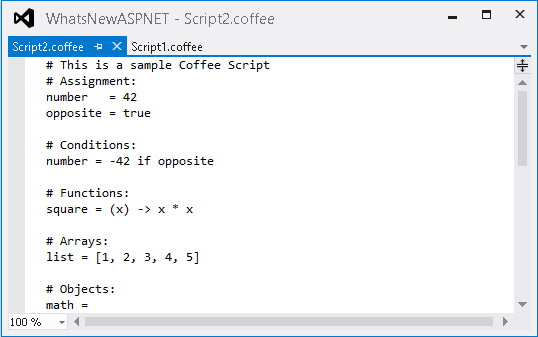 WhatsNewASPNET - Script2.coffee
Script2.coffee Script1.coffee
# This is a sample Coffee Script
# Assignment:
number   = 42
opposite = true

# Conditions:
number = -42 if opposite

# Functions:
square = (x) -> x * x

# Arrays:
list = [1, 2, 3, 4, 5]

# Objects:
math =
100 %